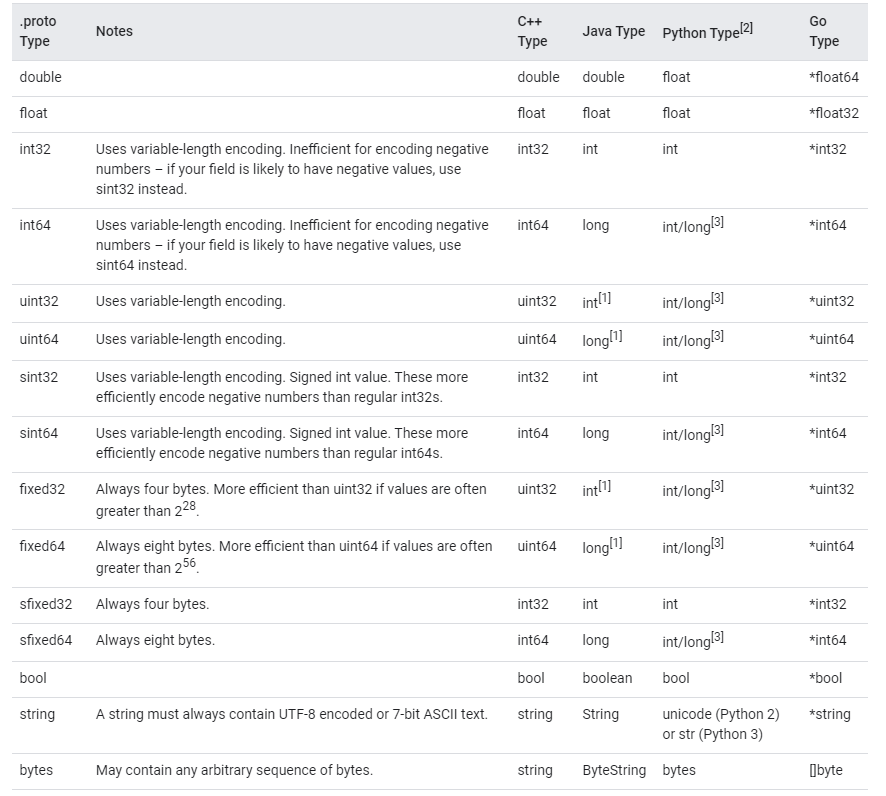 .proto Type Notes C++ Type Java Type Python Type[2] Go Type
double double double float *float64
float float float float *float32
int32 Uses variable-length encoding. Inefficient for encoding negative int32 int int *int32
numbers – if your field is likely to have negative values, use
sint32 instead.
int64 Uses variable-length encoding. Inefficient for encoding negative int64 long int/long[3] *int64
numbers – if your field is likely to have negative values, use
sint64 instead.
uint32 Uses variable-length encoding. uint32 int[1] int/long[3] *uint32
uint64 Uses variable-length encoding. uint64 long[1] int/long[3] *uint64
sint32 Uses variable-length encoding. Signed int value. These more int32 int int *int32
efficiently encode negative numbers than regular int32s.
sint64 Uses variable-length encoding. Signed int value. These more int64 long int/long[3] *int64
efficiently encode negative numbers than regular int64s.
fixed32 Always four bytes. More efficient than uint32 if values are often uint32 int[1] int/long[3] *uint32
greater than 2^28.
fixed64 Always eight bytes. More efficient than uint64 if values are often uint64 long[1] int/long[3] *uint64
greater than 2^56.
sfixed32 Always four bytes. int32 int int *int32
sfixed64 Always eight bytes. int64 long int/long[3] *int64
bool bool boolean bool *bool
string A string must always contain UTF-8 encoded or 7-bit ASCII text. string String unicode (Python 2) *string
or str (Python 3)
bytes May contain any arbitrary sequence of bytes. string ByteString bytes []byte